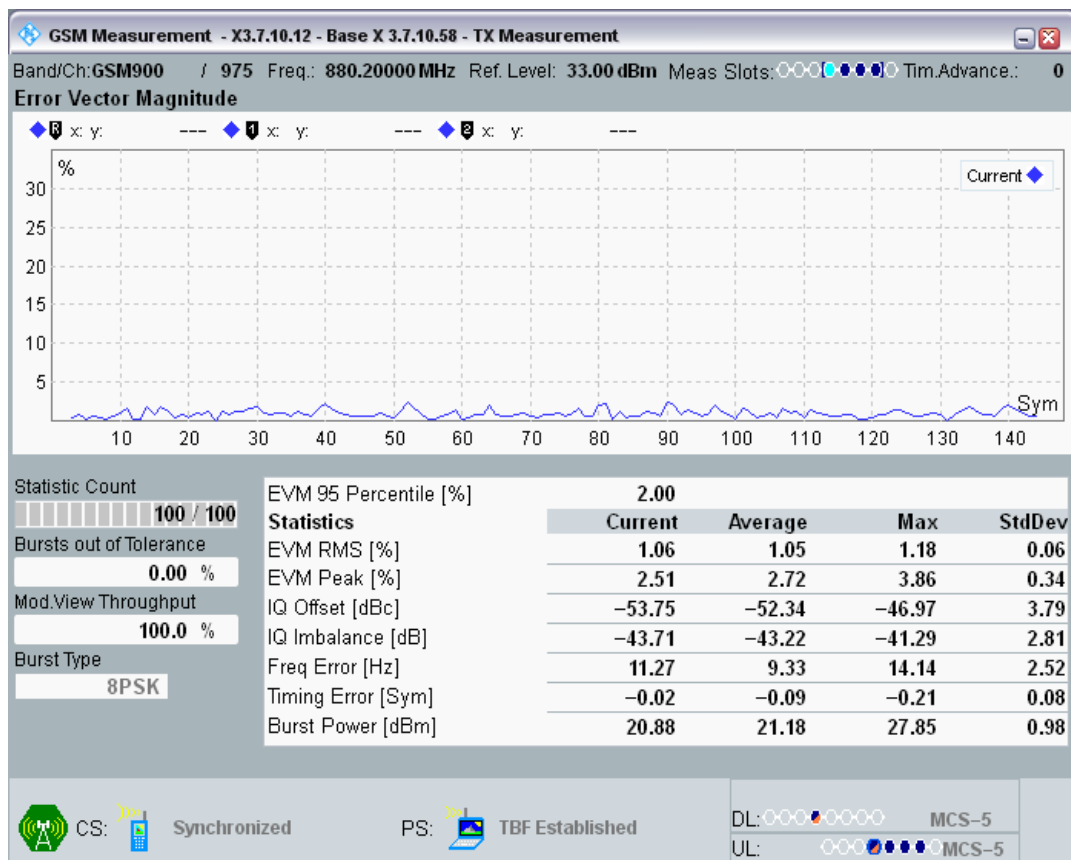 GSM Measurement - X3.7.10.12 - Base X 3.7.10.58 - TX Measurement
Band/Ch:GSM900 / 975 Freq.: 880.20000 MHz Ref. Level: 33.00 dBm Meas Slots: Tim.Advance.: 0
Error Vector Magnitude
R x: y: --- 1 x: y: --- 2 x: y: ---
%
Current
30
25
20
15
10
5
Sym
10 20 30 40 50 60 70 80 90 100 110 120 130 140
Statistic Count
100 / 100
Bursts out of Tolerance
0.00 %
Mod.View Throughput
100.0 %
Burst Type
8PSK
EVM 95 Percentile [%] 2.00
Statistics Current Average Max StdDev
EVM RMS [%] 1.06 1.05 1.18 0.06
EVM Peak [%] 2.51 2.72 3.86 0.34
IQ Offset [dBc] −53.75 −52.34 −46.97 3.79
IQ Imbalance [dB] −43.71 −43.22 −41.29 2.81
Freq Error [Hz] 11.27 9.33 14.14 2.52
Timing Error [Sym] −0.02 −0.09 −0.21 0.08
Burst Power [dBm] 20.88 21.18 27.85 0.98
CS: Synchronized PS: TBF Established
DL: MCS−5
UL: MCS−5